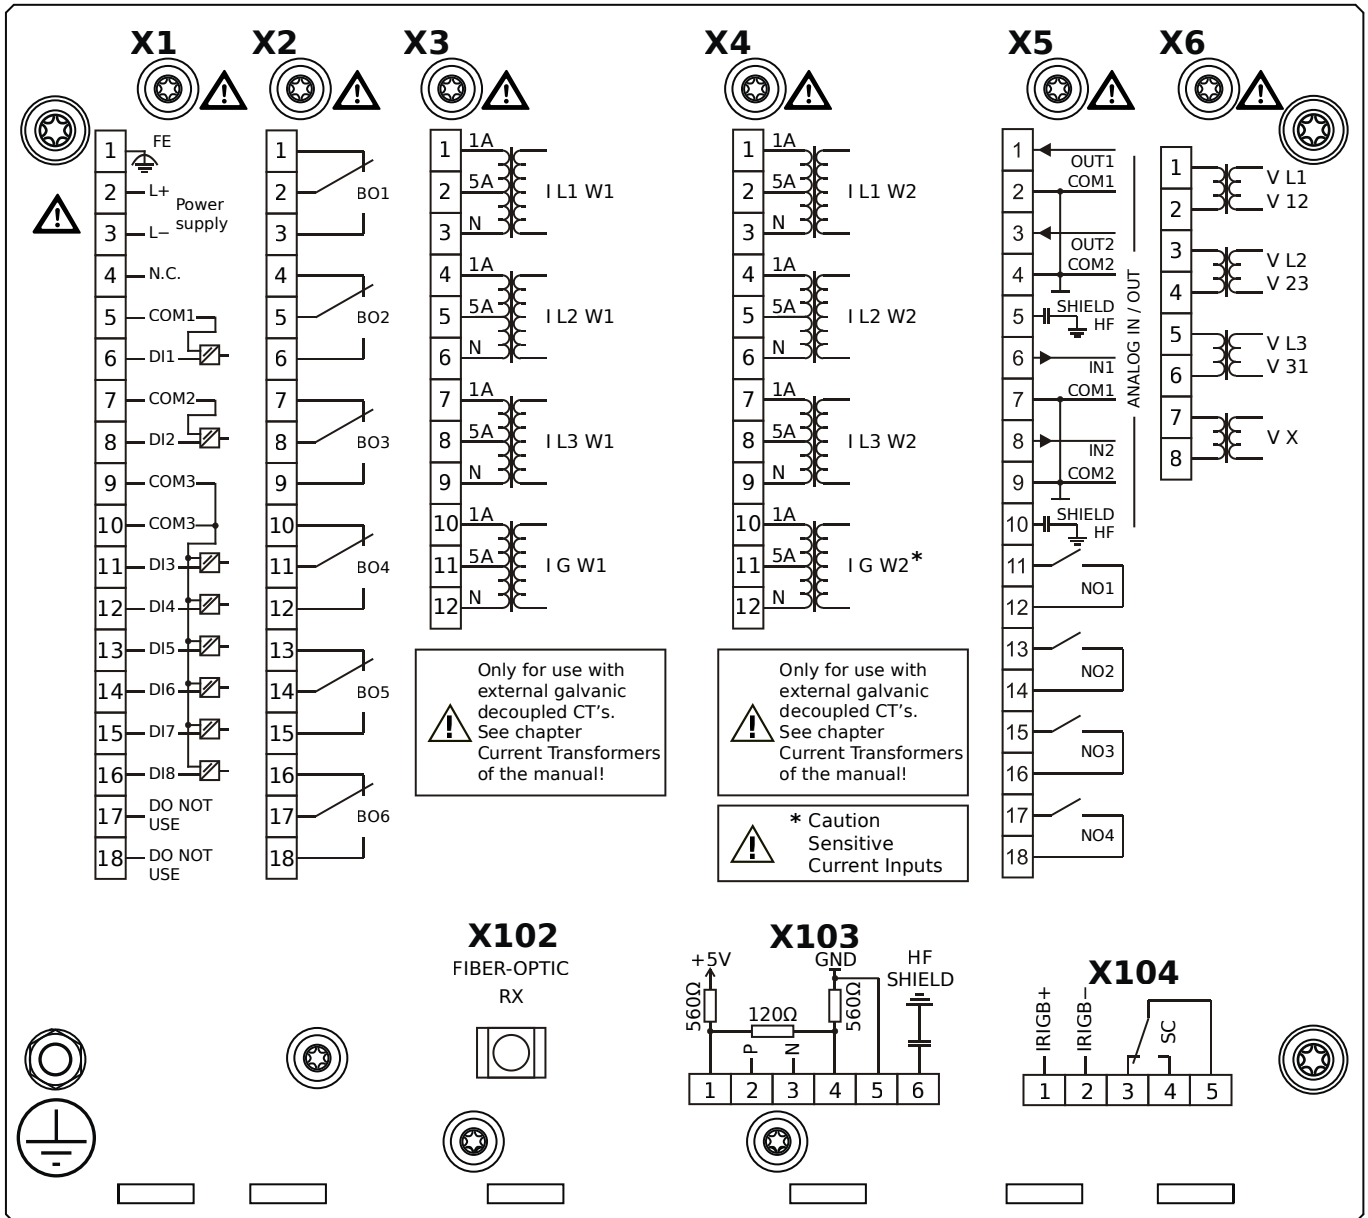 X1
X2
X3
X4
X5
X6
1
FE
2
L+
Power
supply
3
L−
4
N.C.
5
COM1
6
DI1
7
COM2
8
DI2
9
COM3
10
COM3
11
DI3
12
DI4
13
DI5
14
DI6
15
DI7
16
DI8
17
DO NOT
USE
18
DO NOT
USE
1
2
BO1
3
4
5
BO2
6
7
8
BO3
9
10
11
BO4
12
13
14
BO5
15
16
17
BO6
18
1
1A
2
5A
I L1 W1
3
N
4
1A
5
5A
I L2 W1
6
N
7
1A
8
5A
I L3 W1
9
N
10
1A
11
5A
I G W1
12
N
Only for use with
external galvanic
decoupled CT's.
See chapter
Current Transformers
of the manual!
1
1A
2
5A
I L1 W2
3
N
4
1A
5
5A
I L2 W2
6
N
7
1A
8
5A
I L3 W2
9
N
10
1A
11
5A
I G W2*
12
N
Only for use with
external galvanic
decoupled CT's.
See chapter
Current Transformers
of the manual!
* Caution
Sensitive
Current Inputs
1
OUT1
2
COM1
3
OUT2
4
COM2
5
SHIELD
HF
6
IN1
7
COM1
8
IN2
9
COM2
10
SHIELD
HF
ANALOG IN / OUT
11
12
NO1
13
14
NO2
15
16
NO3
17
18
NO4
1
2
V L1
V 12
3
4
V L2
V 23
5
6
V L3
V 31
7
8
V X
X102
FIBER-OPTIC
RX
X103
+5V
GND
HF
SHIELD
560Ω
120Ω
560Ω
P
N
1 2 3 4 5 6
X104
IRIGB+
IRIGB−
SC
1 2 3 4 5